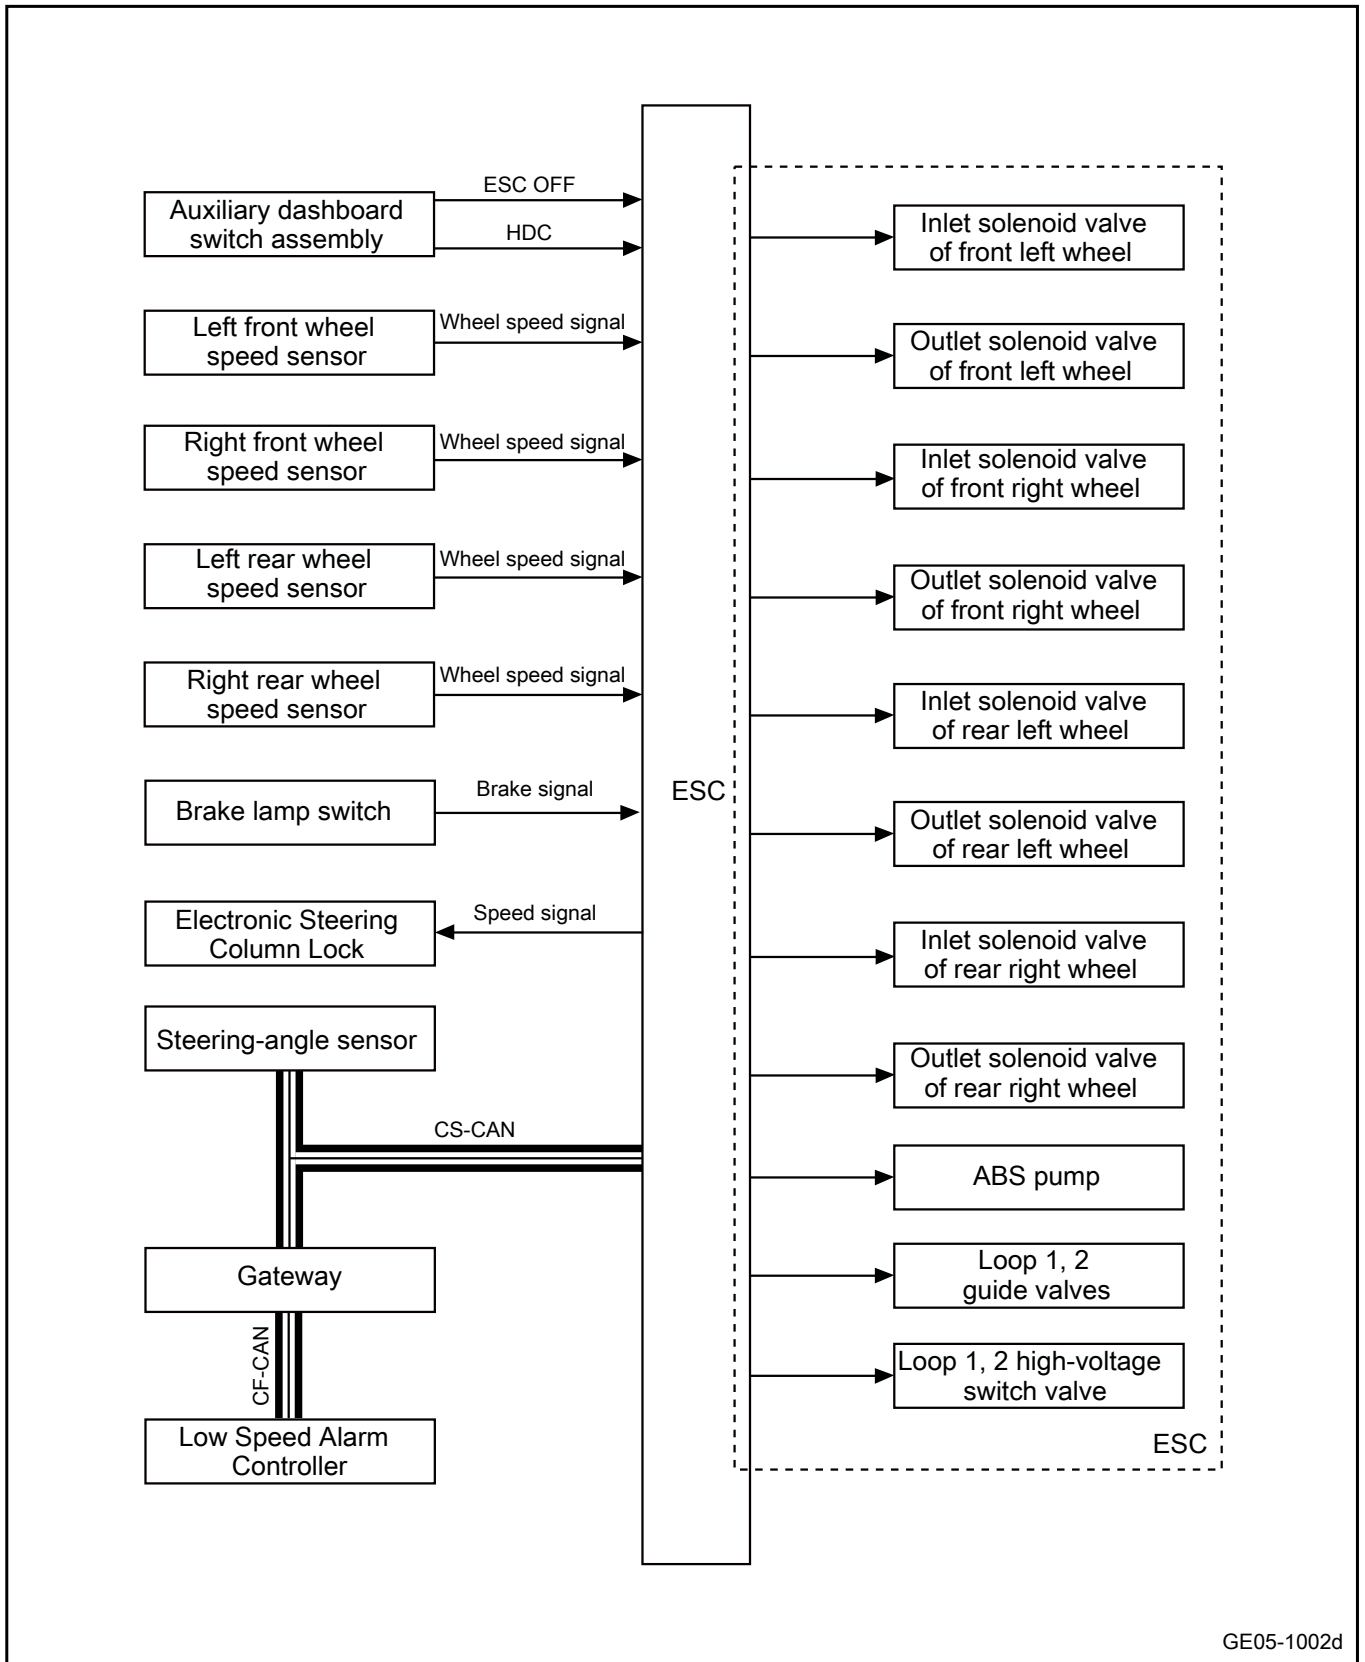 ESC OFF
Auxiliary dashboard
switch assembly
HDC
Left front wheel
speed sensor
Wheel speed signal
Right front wheel
speed sensor
Wheel speed signal
Left rear wheel
speed sensor
Wheel speed signal
Right rear wheel
speed sensor
Wheel speed signal
Brake lamp switch
Brake signal
Electronic Steering
Column Lock
Speed signal
Steering-angle sensor
CS-CAN
Gateway
CF-CAN
Low Speed Alarm
Controller
ESC
Inlet solenoid valve
of front left wheel
Outlet solenoid valve
of front left wheel
Inlet solenoid valve
of front right wheel
Outlet solenoid valve
of front right wheel
Inlet solenoid valve
of rear left wheel
Outlet solenoid valve
of rear left wheel
Inlet solenoid valve
of rear right wheel
Outlet solenoid valve
of rear right wheel
ABS pump
Loop 1, 2
guide valves
Loop 1, 2 high-voltage
switch valve
ESC
GE05-1002d